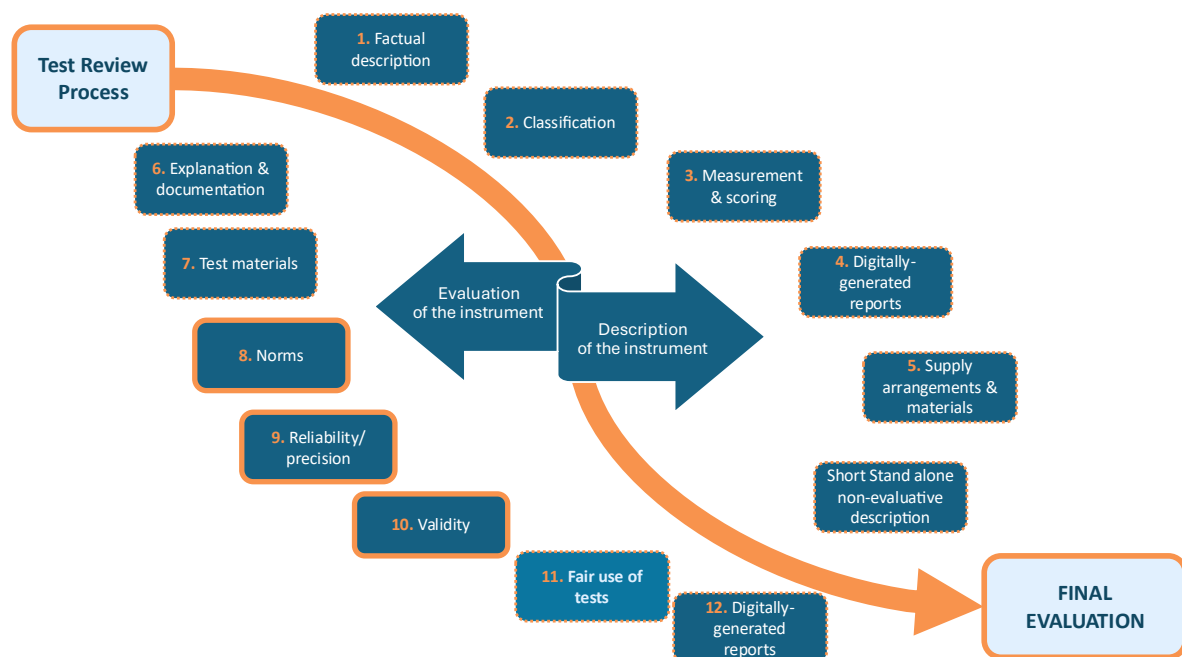 Test Review
Process
1. Factual
description
2. Classification
3. Measurement
& scoring
4. Digitally-
generated
reports
5. Supply
arrangements &
materials
Short Stand alone
non-evaluative
description
Description
of the instrument
Evaluation
of the instrument
6. Explanation &
documentation
7. Test materials
8. Norms
9. Reliability/
precision
10. Validity
11. Fair use of
tests
12. Digitally-
generated
reports
FINAL
EVALUATION